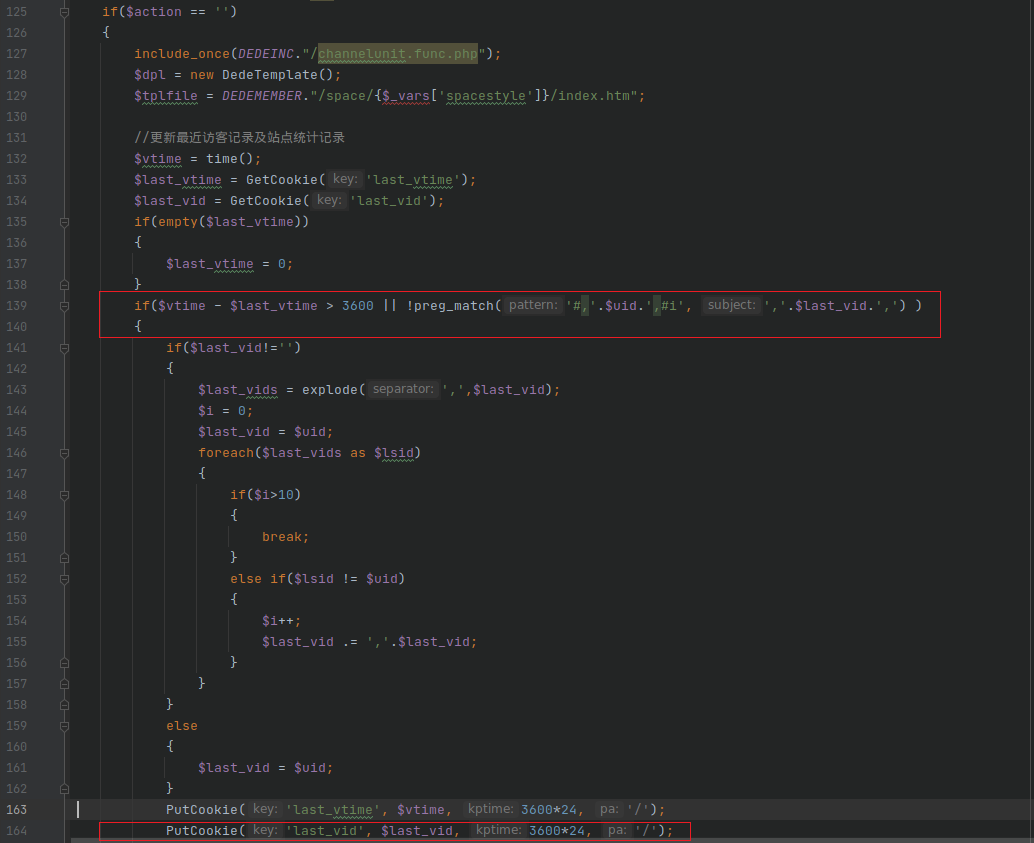 125 if($action == '')
126 {
127 include_once(DEDEINC."/channelunit.func.php");
128 $dpl = new DedeTemplate();
129 $tplfile = DEDEMEMBER."/space/{$_vars['spacestyle']}/index.htm";
130
131 //更新最近访客记录及站点统计记录
132 $vtime = time();
133 $last_vtime = GetCookie( key: 'last_vtime');
134 $last_vid = GetCookie( key: 'last_vid');
135 if(empty($last_vtime))
136 {
137 $last_vtime = 0;
138 }
139 if($vtime - $last_vtime > 3600 || !preg_match( pattern: '#,'.$uid.',#i', subject: ','.$last_vid.',') )
140 {
141 if($last_vid!='')
142 {
143 $last_vids = explode( separator: ',',$last_vid);
144 $i = 0;
145 $last_vid = $uid;
146 foreach($last_vids as $lsid)
147 {
148 if($i>10)
149 {
150 break;
151 }
152 else if($lsid != $uid)
153 {
154 $i++;
155 $last_vid .= ','.$last_vid;
156 }
157 }
158 }
159 else
160 {
161 $last_vid = $uid;
162 }
163 PutCookie( key: 'last_vtime', $vtime, kptime: 3600*24, pa: '/');
164 PutCookie( key: 'last_vid', $last_vid, kptime: 3600*24, pa: '/');